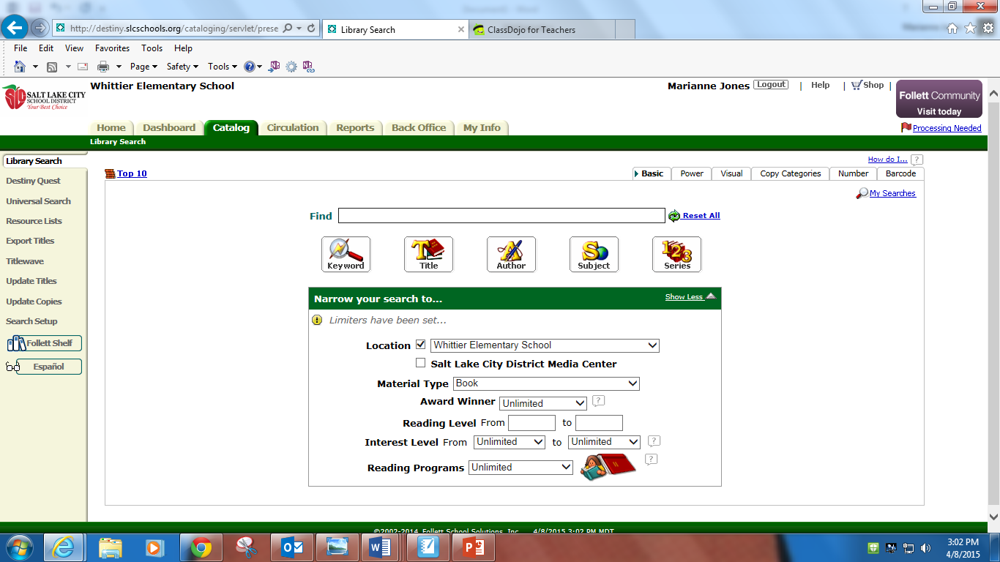 http://destiny.slcschools.org/cataloging/servlet/prese
Library Search
ClassDojo for Teachers
File Edit View Favorites Tools Help
Page Safety Tools
SALT LAKE CITY
SCHOOL DISTRICT
Your Best Choice
Whittier Elementary School
Marianne Jones Logout | Help | Shop |
Follett Community
Visit today
Home Dashboard Catalog Circulation Reports Back Office My Info
Processing Needed
Library Search
Library Search
Destiny Quest
Universal Search
Resource Lists
Export Titles
Titlewave
Update Titles
Update Copies
Search Setup
Follett Shelf
Español
How do I... ?
Top 10
Basic Power Visual Copy Categories Number Barcode
My Searches
Find
Reset All
Keyword Title Author Subject Series
Narrow your search to...
Show Less
Limiters have been set...
Location Whittier Elementary School
Salt Lake City District Media Center
Material Type Book
Award Winner Unlimited ?
Reading Level From to
Interest Level From Unlimited to Unlimited ?
Reading Programs Unlimited ?
©2002-2014 Follett School Solutions, Inc. 4/8/2015 3:02 PM MDT
3:02 PM
4/8/2015